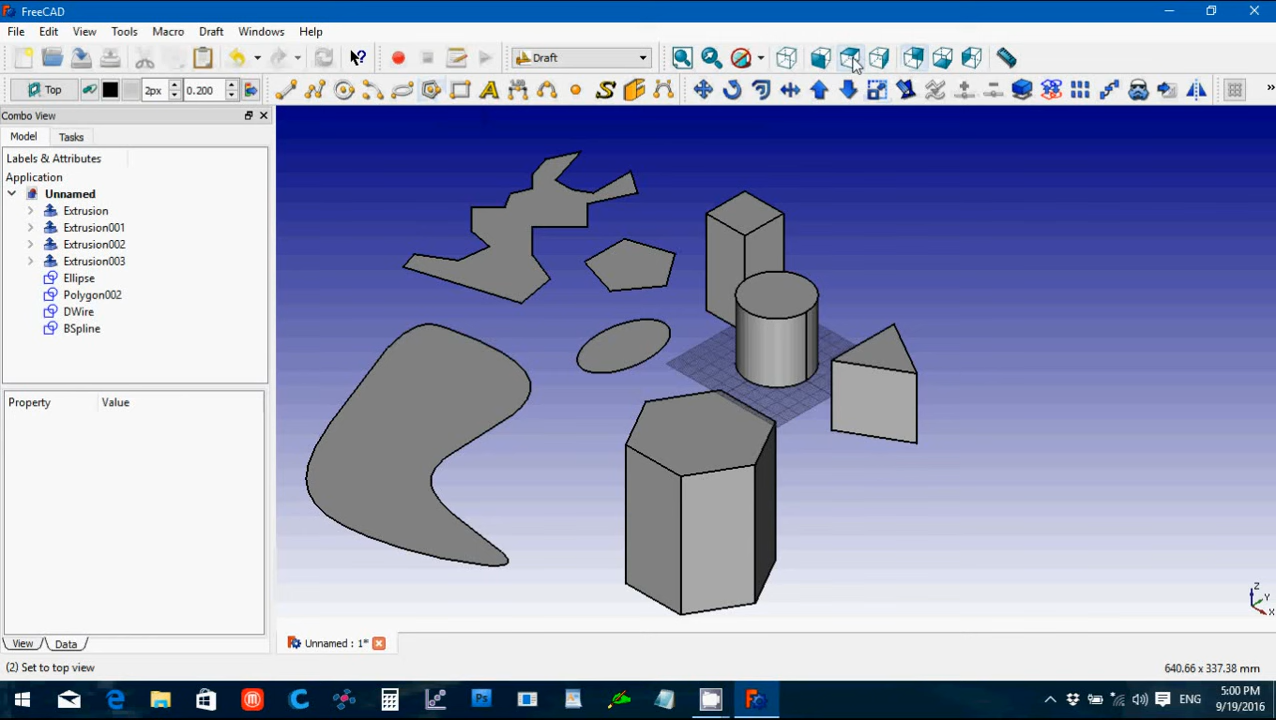 FreeCAD
File Edit View Tools Macro Draft Windows Help
Draft
Top 2px 0.200 A S »
Combo View
Model Tasks
Labels & Attributes
Application
Unnamed
Extrusion
Extrusion001
Extrusion002
Extrusion003
Ellipse
Polygon002
DWire
BSpline
Property Value
View Data
Unnamed : 1*
Z
Y
X
(2) Set to top view 640.66 x 337.38 mm
Ps ENG 5:00 PM
9/19/2016